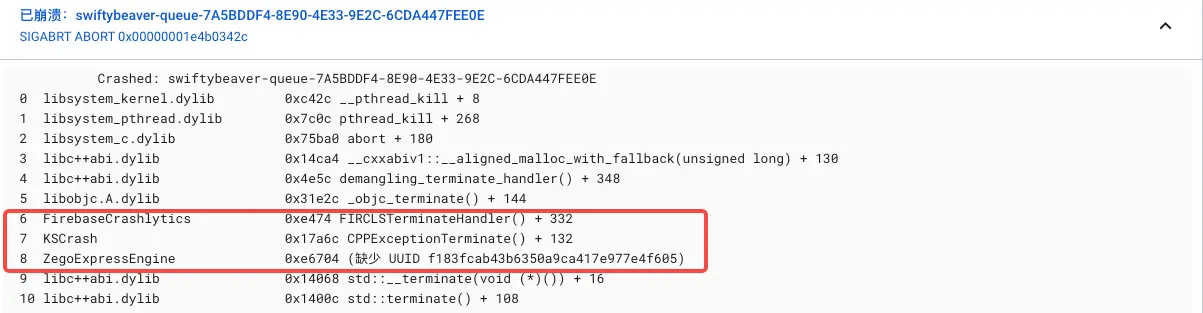 已崩溃：swiftybeaver-queue-7A5BDDF4-8E90-4E33-9E2C-6CDA447FEE0E
SIGABRT ABORT 0x00000001e4b0342c
Crashed: swiftybeaver-queue-7A5BDDF4-8E90-4E33-9E2C-6CDA447FEE0E
0 libsystem_kernel.dylib 0xc42c __pthread_kill + 8
1 libsystem_pthread.dylib 0x7c0c pthread_kill + 268
2 libsystem_c.dylib 0x75ba0 abort + 180
3 libc++abi.dylib 0x14ca4 __cxxabiv1::__aligned_malloc_with_fallback(unsigned long) + 130
4 libc++abi.dylib 0x4e5c demangling_terminate_handler() + 348
5 libobjc.A.dylib 0x31e2c _objc_terminate() + 144
6 FirebaseCrashlytics 0xe474 FIRCLSTerminateHandler() + 332
7 KSCrash 0x17a6c CPPExceptionTerminate() + 132
8 ZegoExpressEngine 0xe6704 (缺少 UUID f183fcab43b6350a9ca417e977e4f605)
9 libc++abi.dylib 0x14068 std::__terminate(void (*)()) + 16
10 libc++abi.dylib 0x1400c std::terminate() + 108